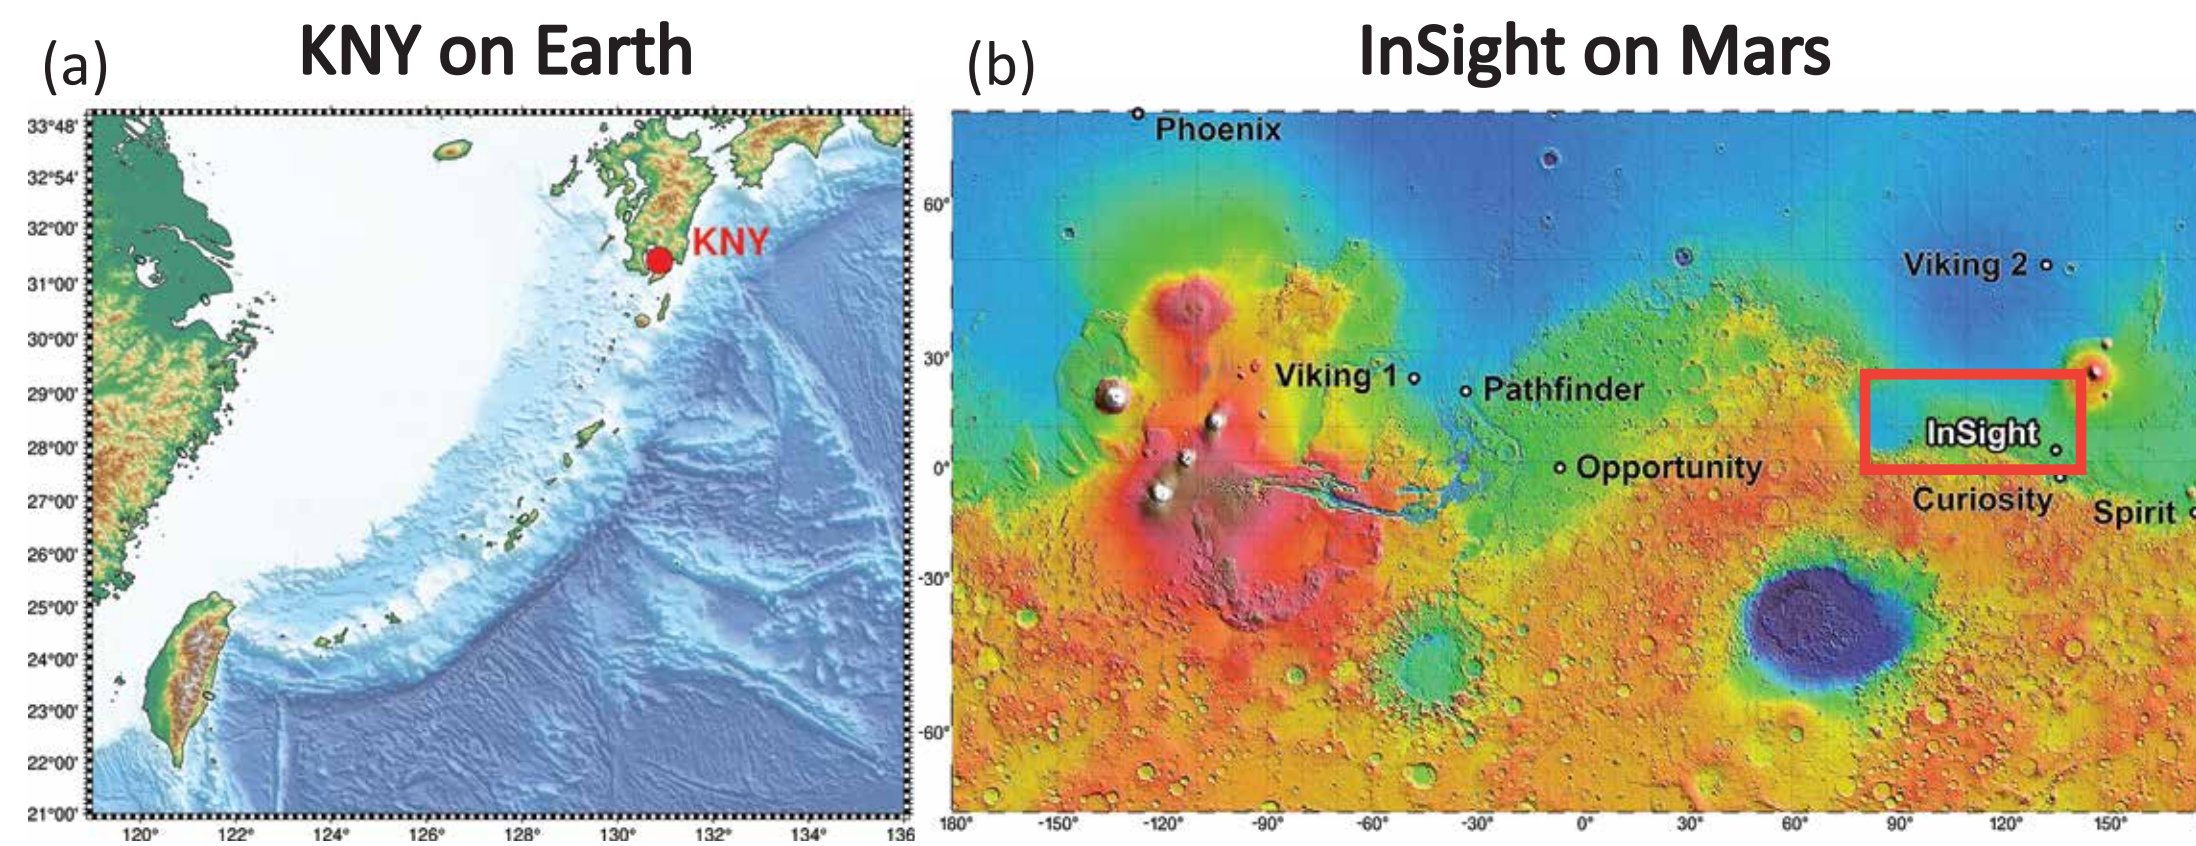 (a) KNY on Earth
33°48'
32°54'
32°00'
31°00'
30°00'
29°00'
28°00'
27°00'
26°00'
25°00'
24°00'
23°00'
22°00'
21°00'
KNY
120° 122° 124° 126° 128° 130° 132° 134° 136
(b) InSight on Mars
60°
30°
0°
-30°
-60°
Phoenix
Viking 2
Viking 1
Pathfinder
InSight
Opportunity
Curiosity
Spirit
180° -150° -120° -90° -60° -30° 0° 30° 60° 90° 120° 150°